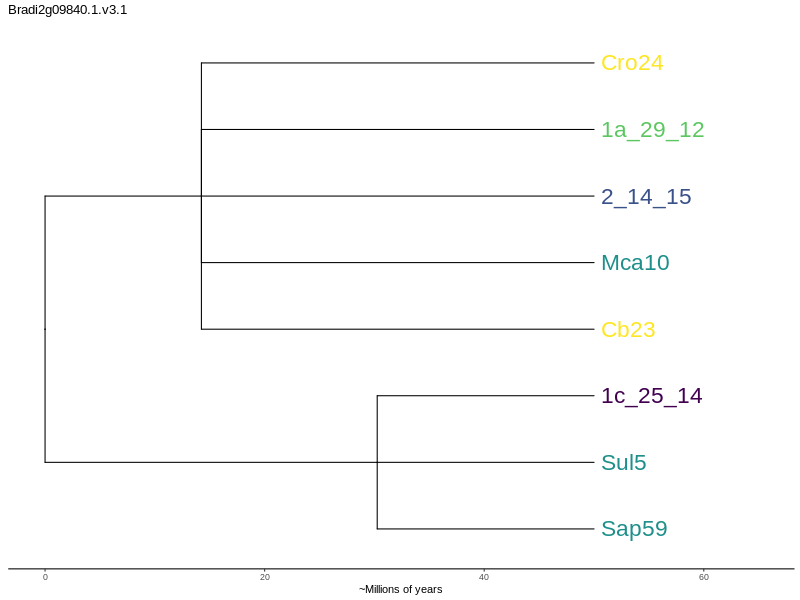 Bradi2g09840.1.v3.1
Cro24
1a_29_12
2_14_15
Mca10
Cb23
1c_25_14
Sul5
Sap59
0 20 40 60
~Millions of years